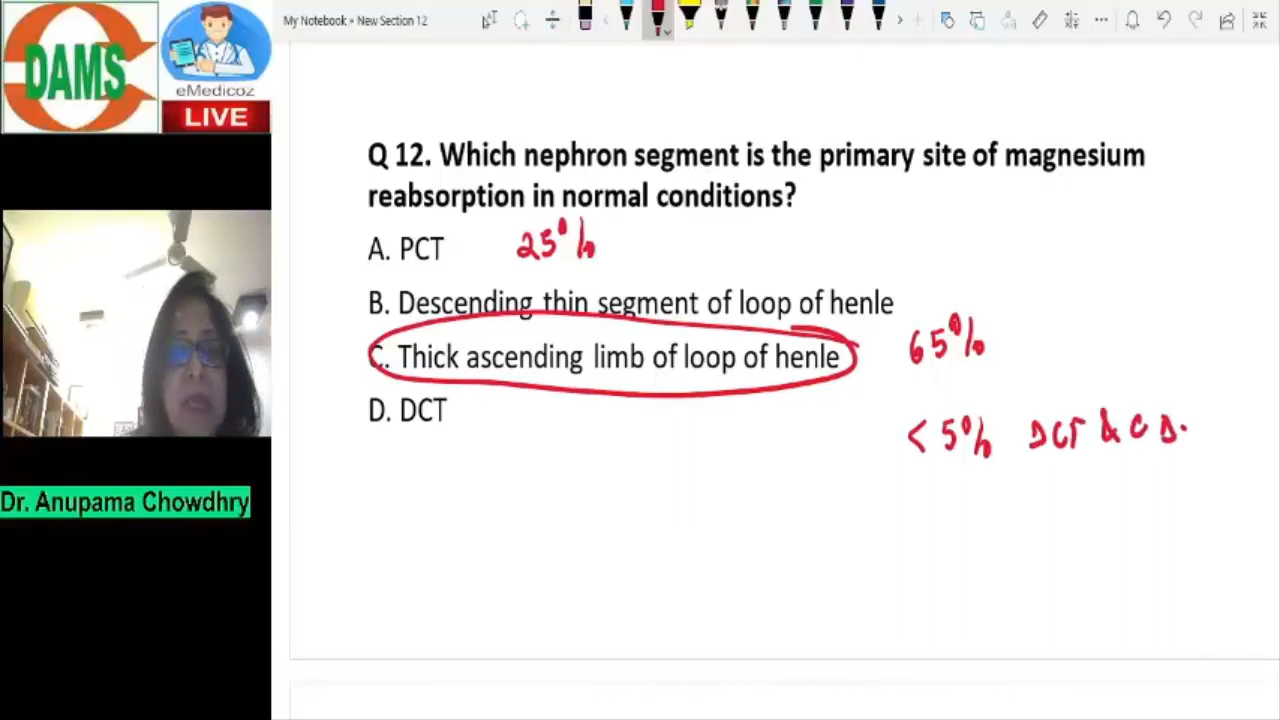 My Notebook » New Section 12
DAMS
eMedicoz
LIVE
Q 12. Which nephron segment is the primary site of magnesium
reabsorption in normal conditions?
A. PCT 25%
B. Descending thin segment of loop of henle
C. Thick ascending limb of loop of henle 65%
D. DCT
< 5% DCT & C D.
Dr. Anupama Chowdhry